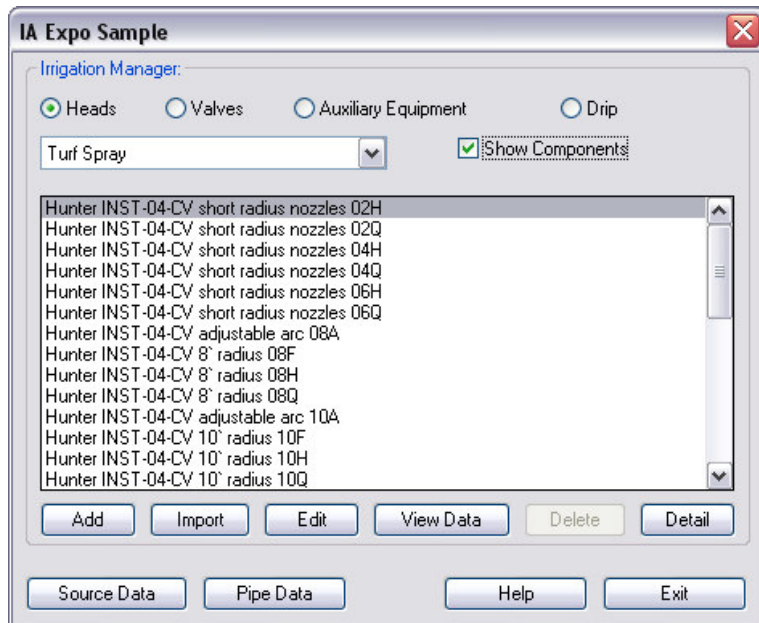 IA Expo Sample
Irrigation Manager:
Heads Valves Auxiliary Equipment Drip
Turf Spray Show Components
Hunter INST-04-CV short radius nozzles 02H
Hunter INST-04-CV short radius nozzles 02Q
Hunter INST-04-CV short radius nozzles 04H
Hunter INST-04-CV short radius nozzles 04Q
Hunter INST-04-CV short radius nozzles 06H
Hunter INST-04-CV short radius nozzles 06Q
Hunter INST-04-CV adjustable arc 08A
Hunter INST-04-CV 8` radius 08F
Hunter INST-04-CV 8` radius 08H
Hunter INST-04-CV 8` radius 08Q
Hunter INST-04-CV adjustable arc 10A
Hunter INST-04-CV 10` radius 10F
Hunter INST-04-CV 10` radius 10H
Hunter INST-04-CV 10` radius 10Q
Add Import Edit View Data Delete Detail
Source Data Pipe Data Help Exit